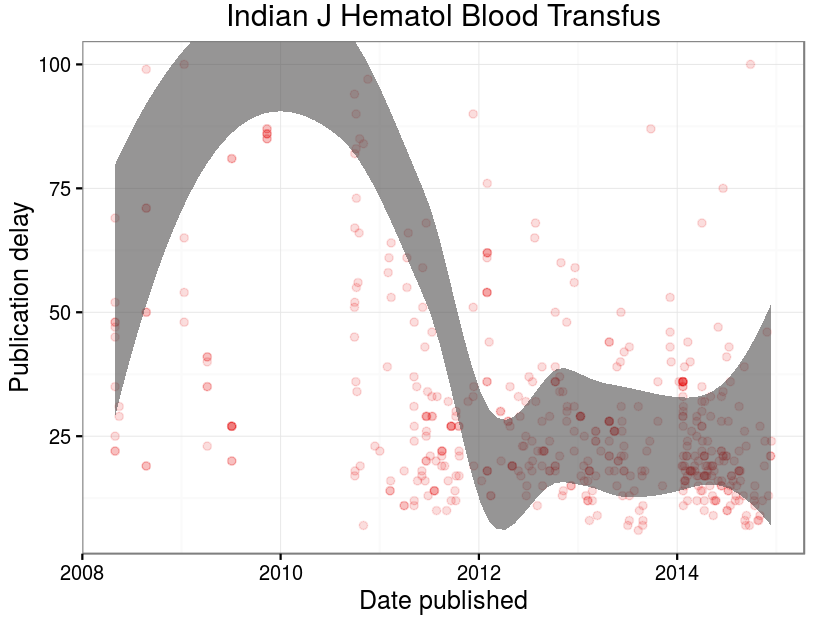 Indian J Hematol Blood Transfus
Publication delay
100
75
50
25
2008
2010
2012
2014
Date published